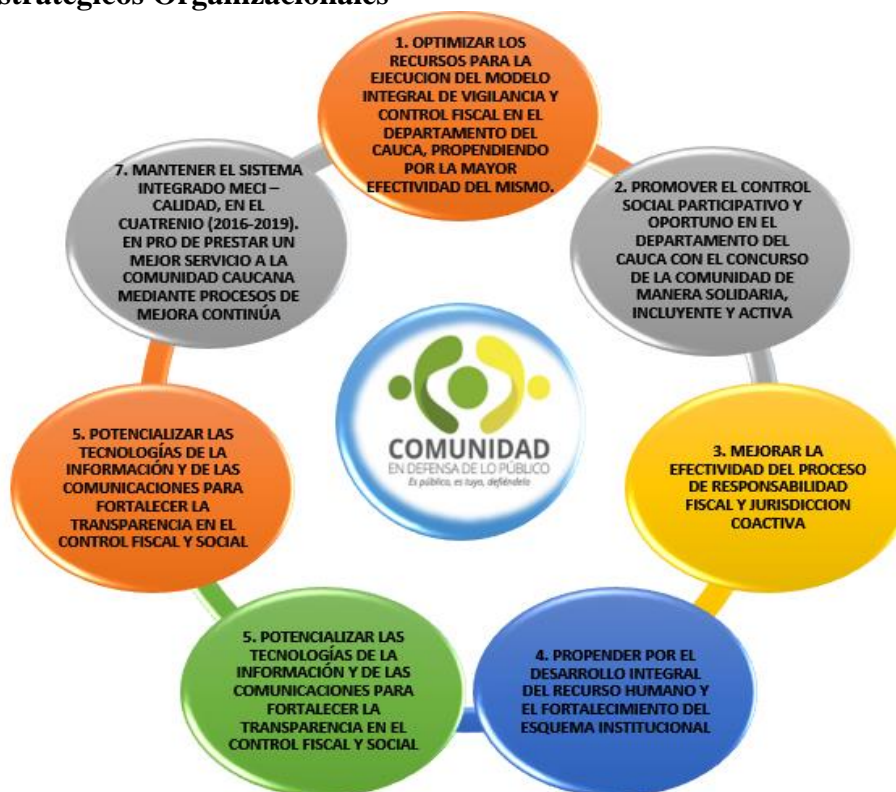 stratégicos Organizacionales
1. OPTIMIZAR LOS
RECURSOS PARA LA
EJECUCION DEL MODELO
INTEGRAL DE VIGILANCIA Y
CONTROL FISCAL EN EL
DEPARTAMENTO DEL
CAUCA, PROPENDIENDO
POR LA MAYOR
EFECTIVIDAD DEL MISMO.
2. PROMOVER EL CONTROL
SOCIAL PARTICIPATIVO Y
OPORTUNO EN EL
DEPARTAMENTO DEL
CAUCA CON EL CONCURSO
DE LA COMUNIDAD DE
MANERA SOLIDARIA,
INCLUYENTE Y ACTIVA
3. MEJORAR LA
EFECTIVIDAD DEL PROCESO
DE RESPONSABILIDAD
FISCAL Y JURISDICCION
COACTIVA
4. PROPENDER POR EL
DESARROLLO INTEGRAL
DEL RECURSO HUMANO Y
EL FORTALECIMIENTO DEL
ESQUEMA INSTITUCIONAL
5. POTENCIALIZAR LAS
TECNOLOGÍAS DE LA
INFORMACIÓN Y DE LAS
COMUNICACIONES PARA
FORTALECER LA
TRANSPARENCIA EN EL
CONTROL FISCAL Y SOCIAL
5. POTENCIALIZAR LAS
TECNOLOGÍAS DE LA
INFORMACIÓN Y DE LAS
COMUNICACIONES PARA
FORTALECER LA
TRANSPARENCIA EN EL
CONTROL FISCAL Y SOCIAL
7. MANTENER EL SISTEMA
INTEGRADO MECI –
CALIDAD, EN EL
CUATRENIO (2016-2019).
EN PRO DE PRESTAR UN
MEJOR SERVICIO A LA
COMUNIDAD CAUCANA
MEDIANTE PROCESOS DE
MEJORA CONTINÚA
COMUNIDAD
EN DEFENSA DE LO PÚBLICO
Es público, es tuyo, defiéndelo